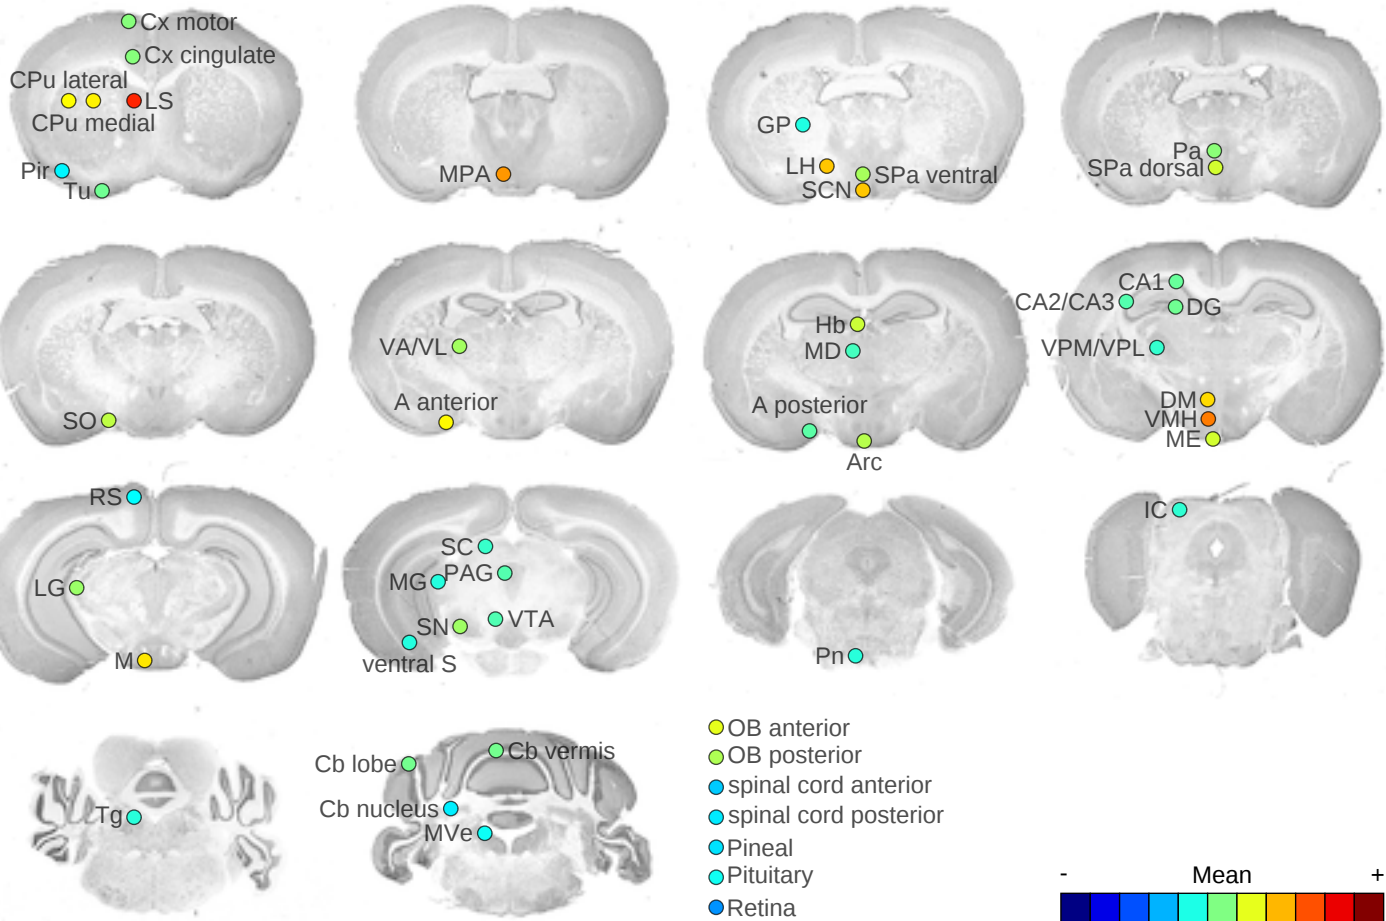 Cx motor
Cx cingulate
CPu lateral
LS
CPu medial
Pir
Tu
MPA
GP
LH
SPa ventral
SCN
Pa
SPa dorsal
SO
VA/VL
A anterior
Hb
MD
A posterior
Arc
CA1
CA2/CA3
DG
VPM/VPL
DM
VMH
ME
RS
LG
M
SC
MG
PAG
SN
VTA
ventral S
Pn
IC
Tg
Cb lobe
Cb vermis
Cb nucleus
MVe
OB anterior
OB posterior
spinal cord anterior
spinal cord posterior
Pineal
Pituitary
Retina
- Mean +